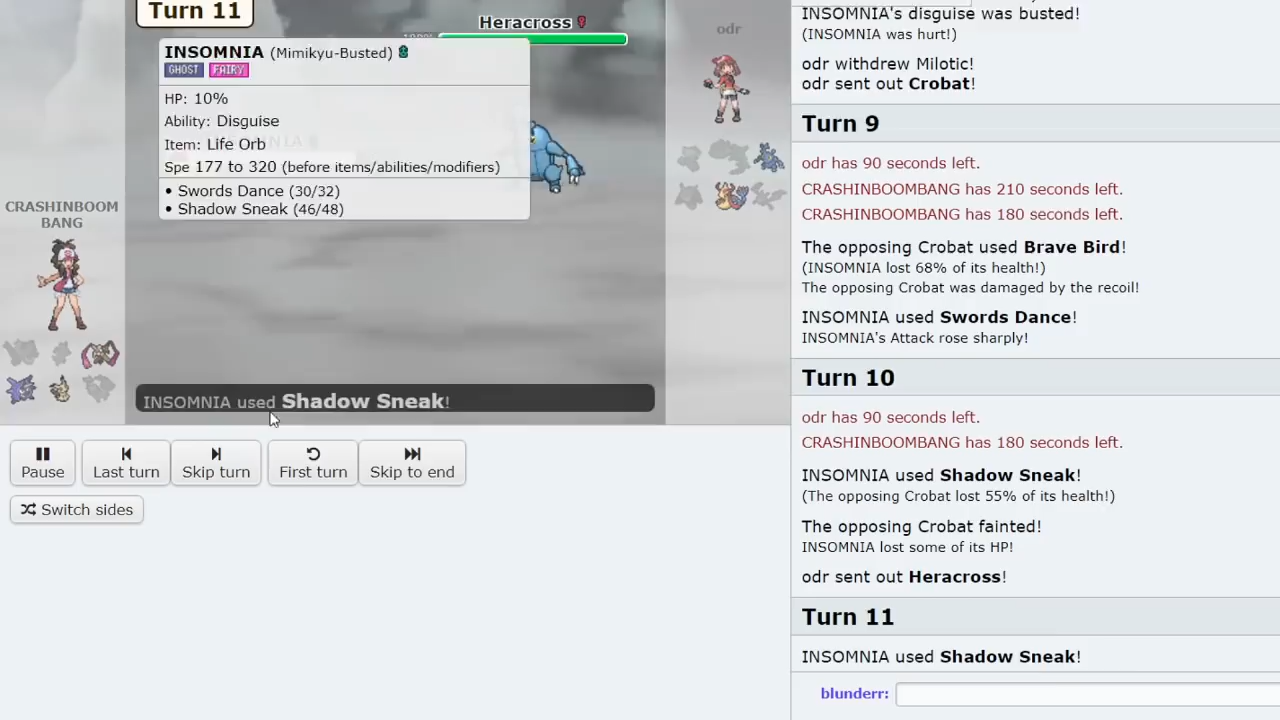 Turn 11
Heracross
INSOMNIA (Mimikyu-Busted)
GHOST FAIRY
HP: 10%
Ability: Disguise
Item: Life Orb
Spe 177 to 320 (before items/abilities/modifiers)
• Swords Dance (30/32)
• Shadow Sneak (46/48)
CRASHINBOOM
BANG
odr
INSOMNIA used Shadow Sneak!
Pause
Last turn
Skip turn
First turn
Skip to end
Switch sides
INSOMNIA's disguise was busted!
(INSOMNIA was hurt!)
odr withdrew Milotic!
odr sent out Crobat!
Turn 9
odr has 90 seconds left.
CRASHINBOOMBANG has 210 seconds left.
CRASHINBOOMBANG has 180 seconds left.
The opposing Crobat used Brave Bird!
(INSOMNIA lost 68% of its health!)
The opposing Crobat was damaged by the recoil!
INSOMNIA used Swords Dance!
INSOMNIA's Attack rose sharply!
Turn 10
odr has 90 seconds left.
CRASHINBOOMBANG has 180 seconds left.
INSOMNIA used Shadow Sneak!
(The opposing Crobat lost 55% of its health!)
The opposing Crobat fainted!
INSOMNIA lost some of its HP!
odr sent out Heracross!
Turn 11
INSOMNIA used Shadow Sneak!
blunderr: